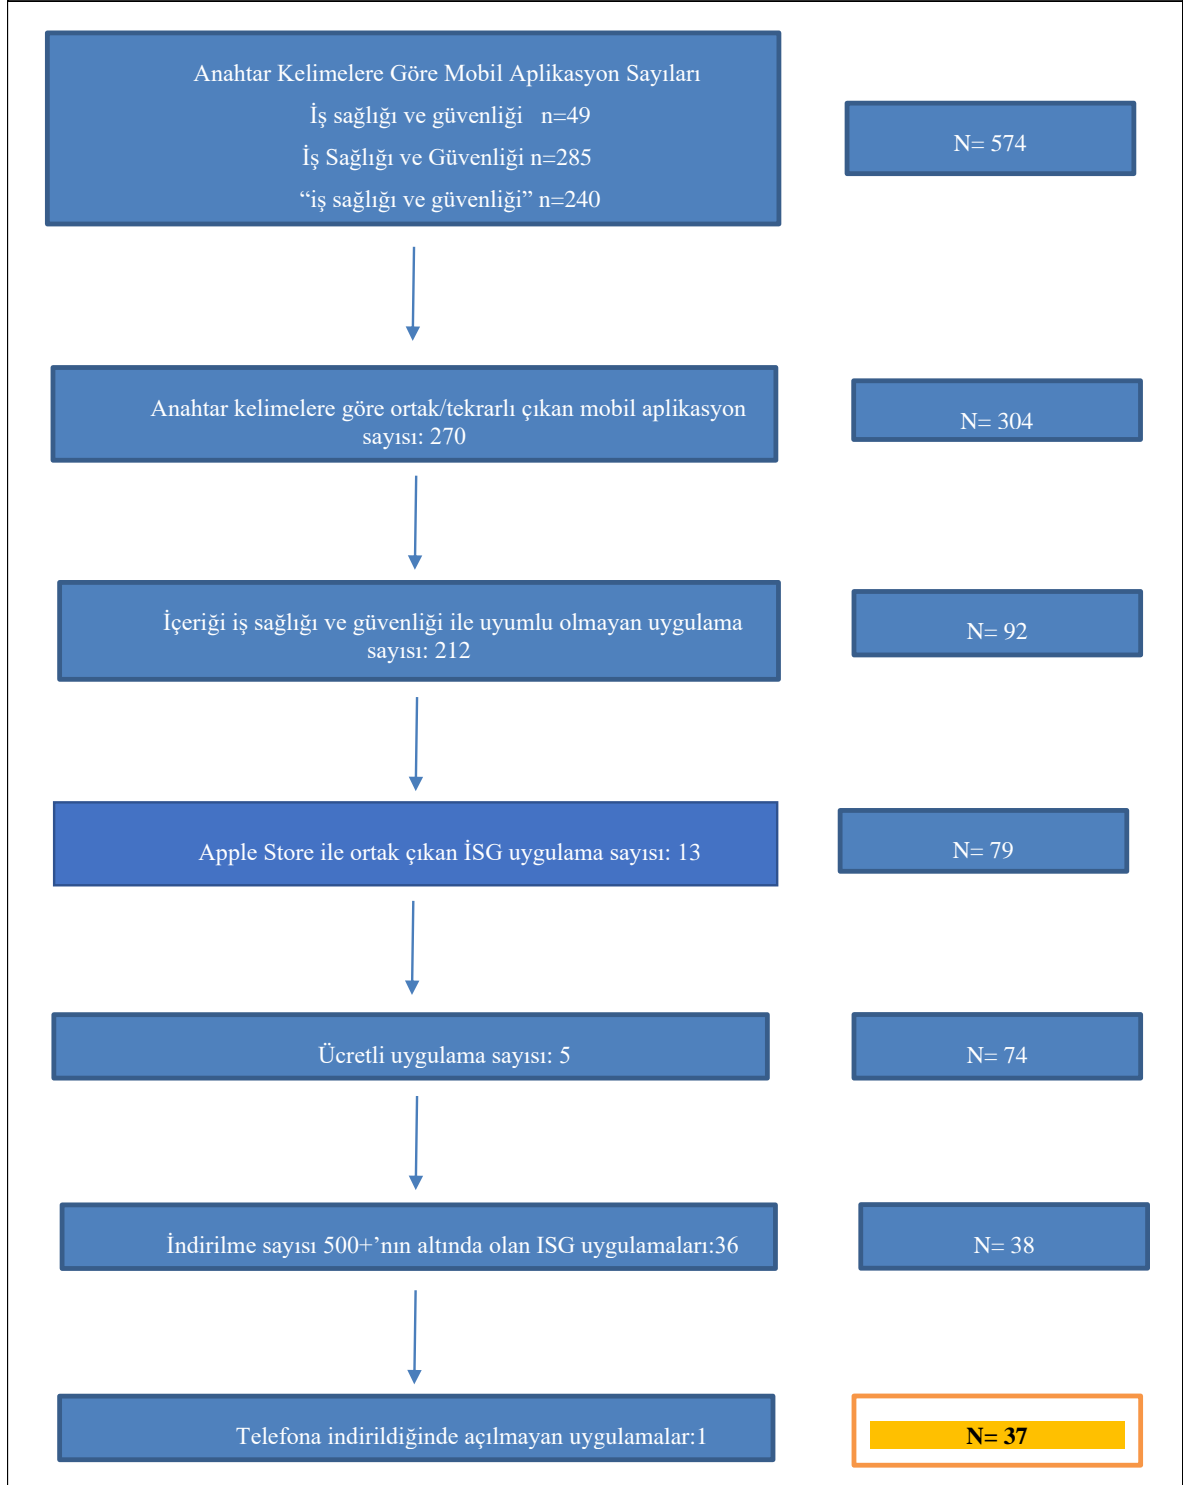 Anahtar Kelimelere Göre Mobil Aplikasyon Sayıları
İş sağlığı ve güvenliği n=49
İş Sağlığı ve Güvenliği n=285
“iş sağlığı ve güvenliği” n=240
N= 574
Anahtar kelimelere göre ortak/tekrarlı çıkan mobil aplikasyon
sayısı: 270
N= 304
İçeriği iş sağlığı ve güvenliği ile uyumlu olmayan uygulama
sayısı: 212
N= 92
Apple Store ile ortak çıkan İSG uygulama sayısı: 13
N= 79
Ücretli uygulama sayısı: 5
N= 74
İndirilme sayısı 500+’nın altında olan ISG uygulamaları:36
N= 38
Telefona indirildiğinde açılmayan uygulamalar:1
N= 37